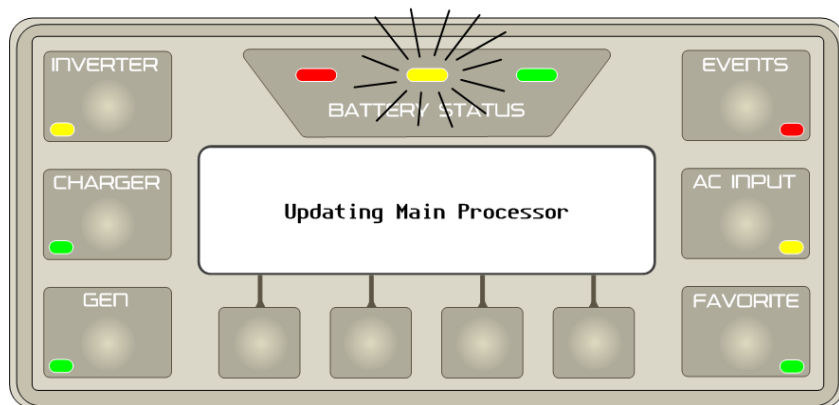 INVERTER
BATTERY STATUS
EVENTS
CHARGER
Updating Main Processor
AC INPUT
GEN
FAVORITE